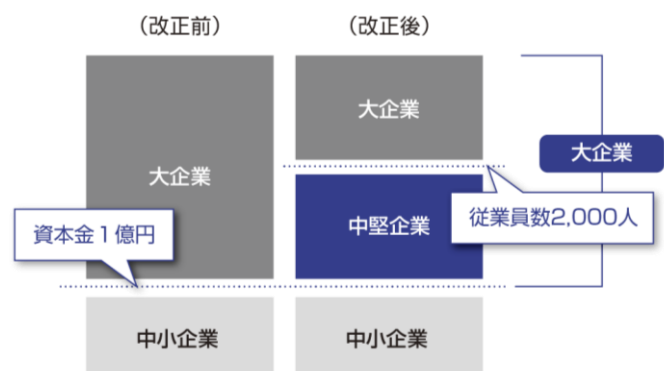 (改正前)
(改正後)
大企業
大企業
大企業
中堅企業
従業員数2,000人
資本金1億円
中小企業
中小企業